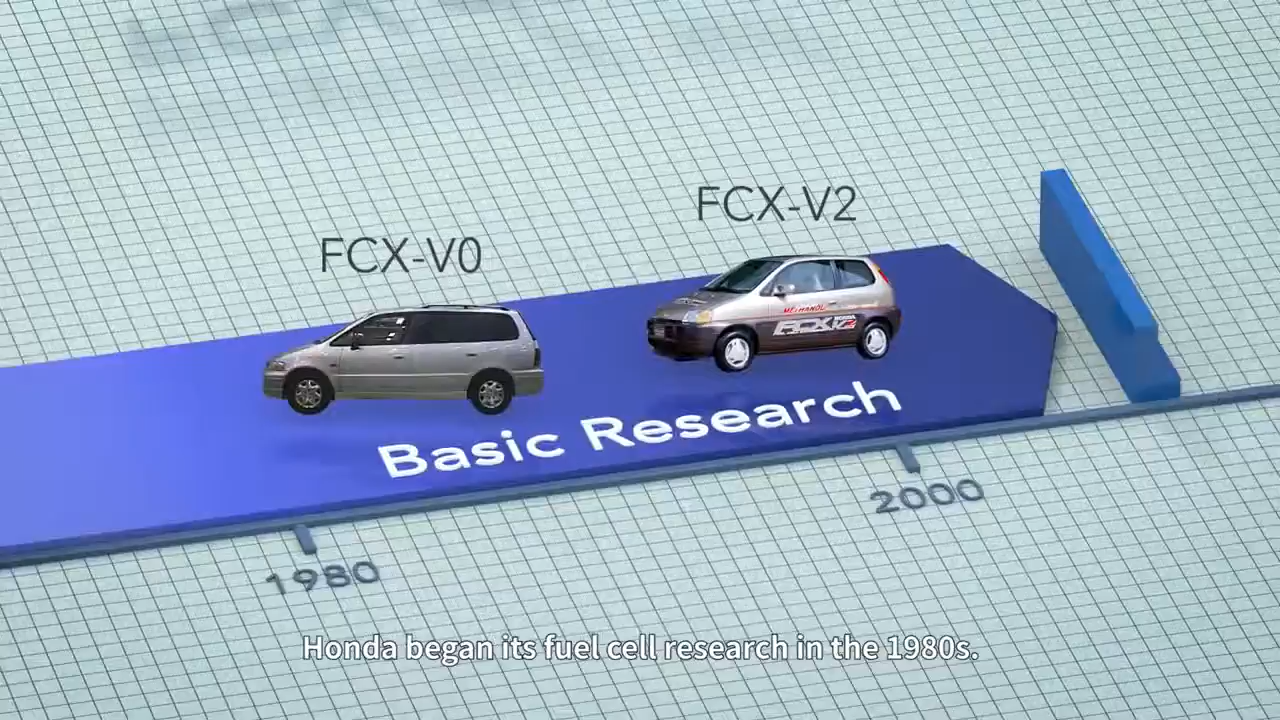 FCX-V2
FCX-V0
METHANOL
FCX-V2
Basic Research
2000
1980
Honda began its fuel cell research in the 1980s.